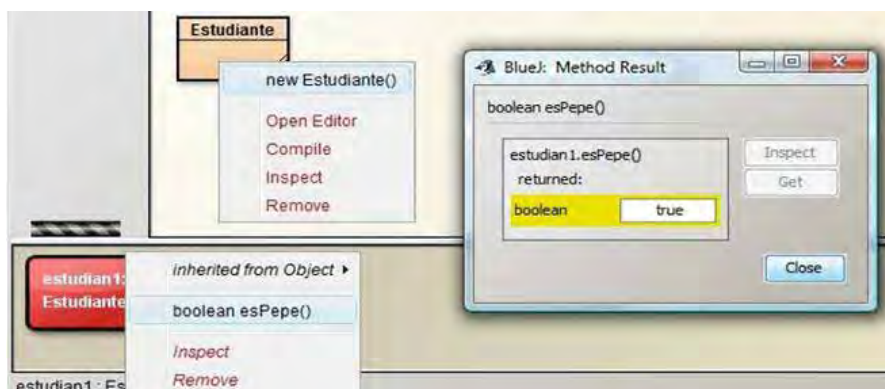 Estudiante
new Estudiante()
Open Editor
Compile
Inspect
Remove
BlueJ: Method Result
boolean esPepe()
estudian1.esPepe()
returned:
boolean true
Inspect
Get
Close
estudian1:
Estudiante
inherited from Object
boolean esPepe()
Inspect
Remove
estudian1 : Es